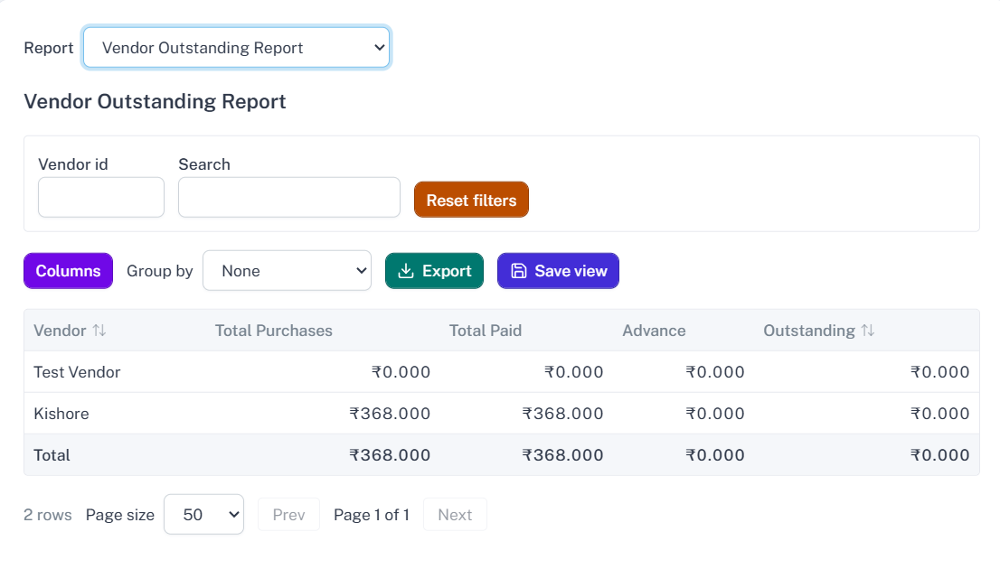 Report Vendor Outstanding Report
Vendor Outstanding Report
Vendor id Search
Reset filters
Columns Group by None Export Save view
Vendor Total Purchases Total Paid Advance Outstanding
Test Vendor ₹0.000 ₹0.000 ₹0.000 ₹0.000
Kishore ₹368.000 ₹368.000 ₹0.000 ₹0.000
Total ₹368.000 ₹368.000 ₹0.000 ₹0.000
2 rows Page size 50 Prev Page 1 of 1 Next